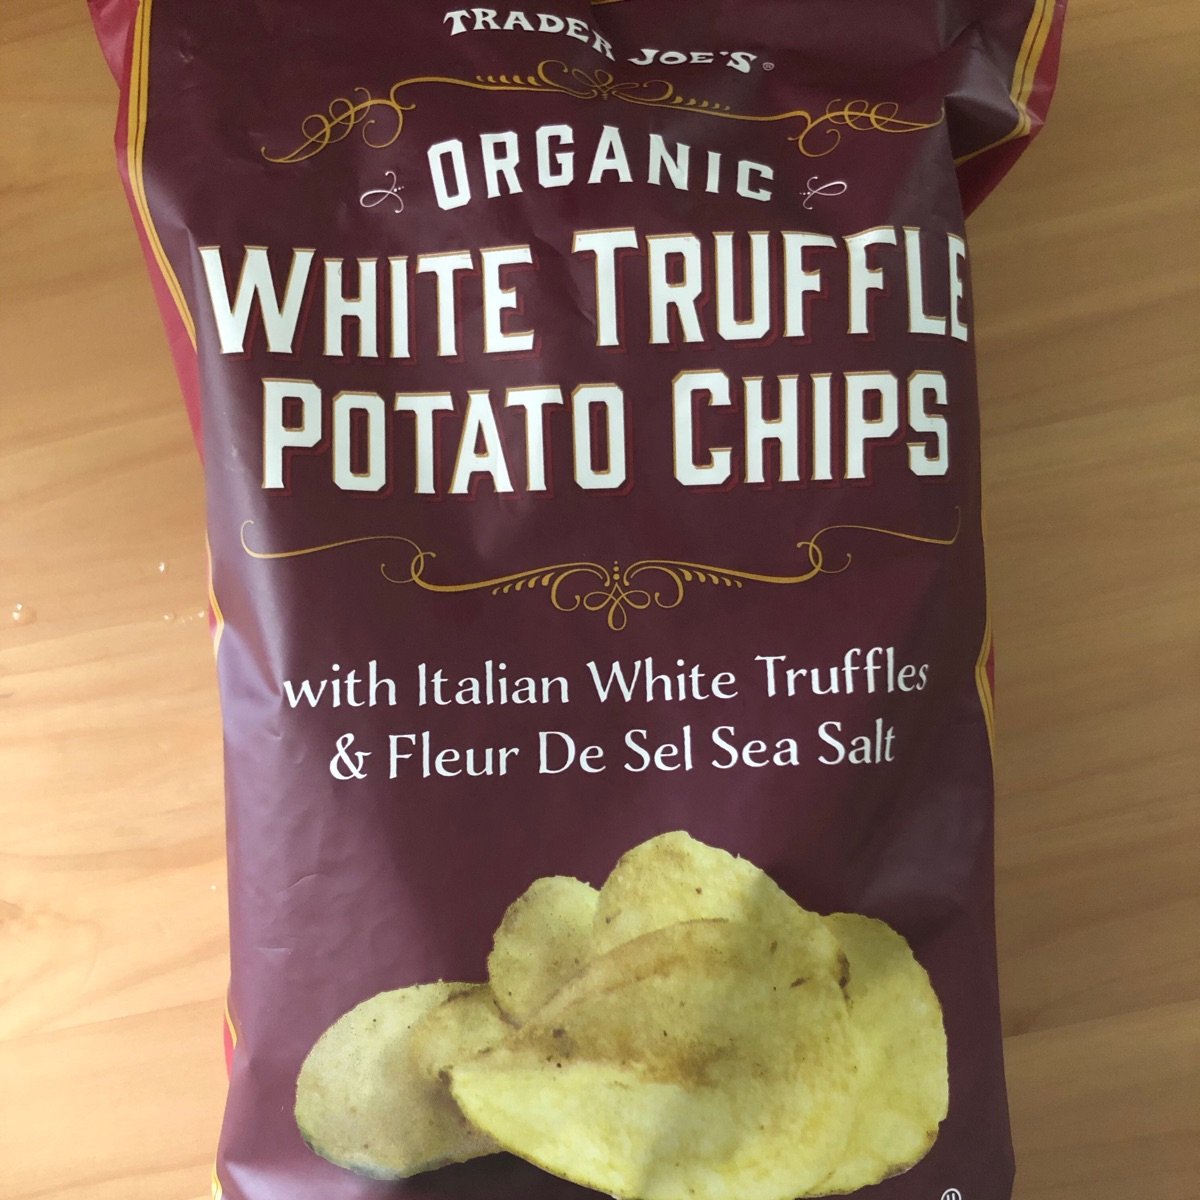 TRADER JOE'S®
ORGANIC
WHITE TRUFFLE
POTATO CHIPS
with Italian White Truffles
& Fleur De Sel Sea Salt